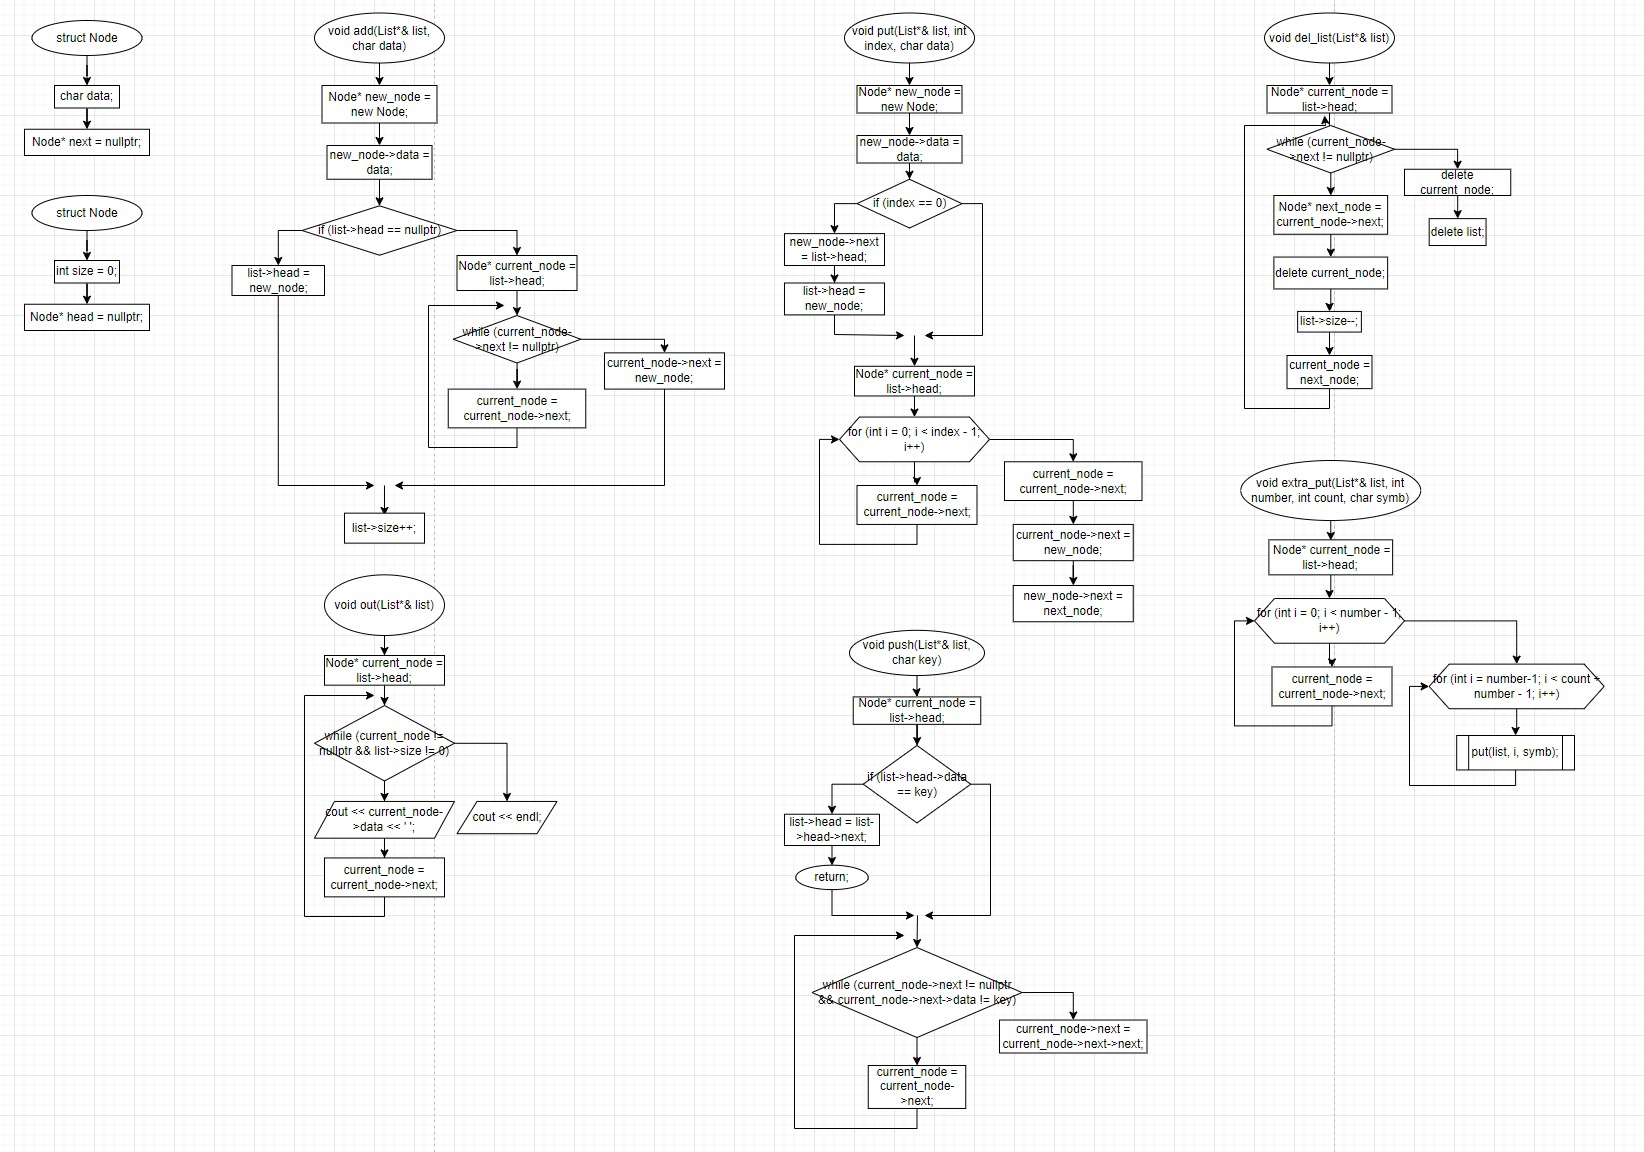 struct Node
char data;
Node* next = nullptr;
struct Node
int size = 0;
Node* head = nullptr;
void add(List*& list,
char data)
Node* new_node =
new Node;
new_node->data =
data;
if (list->head == nullptr)
list->head =
new_node;
Node* current_node =
list->head;
while (current_node-
>next != nullptr)
current_node->next =
new_node;
current_node =
current_node->next;
list->size++;
void out(List*& list)
Node* current_node =
list->head;
while (current_node !=
nullptr && list->size != 0)
cout << current_node-
>data << ' ';
cout << endl;
current_node =
current_node->next;
void put(List*& list, int
index, char data)
Node* new_node =
new Node;
new_node->data =
data;
if (index == 0)
new_node->next
= list->head;
list->head =
new_node;
Node* current_node =
list->head;
for (int i = 0; i < index - 1;
i++)
current_node =
current_node->next;
current_node =
current_node->next;
current_node->next =
new_node;
new_node->next =
next_node;
void push(List*& list,
char key)
Node* current_node =
list->head;
if (list->head->data
== key)
list->head = list-
>head->next;
return;
while (current_node->next != nullptr
&& current_node->next->data != key)
current_node->next =
current_node->next->next;
current_node =
current_node-
>next;
void del_list(List*& list)
Node* current_node =
list->head;
while (current_node-
>next != nullptr)
delete
current_node;
delete list;
Node* next_node =
current_node->next;
delete current_node;
list->size--;
current_node =
next_node;
void extra_put(List*& list, int
number, int count, char symb)
Node* current_node =
list->head;
for (int i = 0; i < number - 1;
i++)
current_node =
current_node->next;
for (int i = number-1; i < count +
number - 1; i++)
put(list, i, symb);